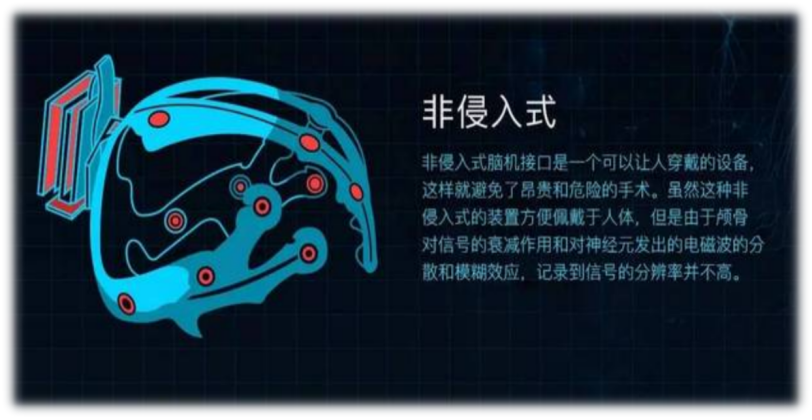 非侵入式
非侵入式脑机接口是一个可以让人穿戴的设备，
这样就避免了昂贵和危险的手术。虽然这种非
侵入式的装置方便佩戴于人体，但是由于颅骨
对信号的衰减作用和对神经元发出的电磁波的分
散和模糊效应，记录到信号的分辨率并不高。